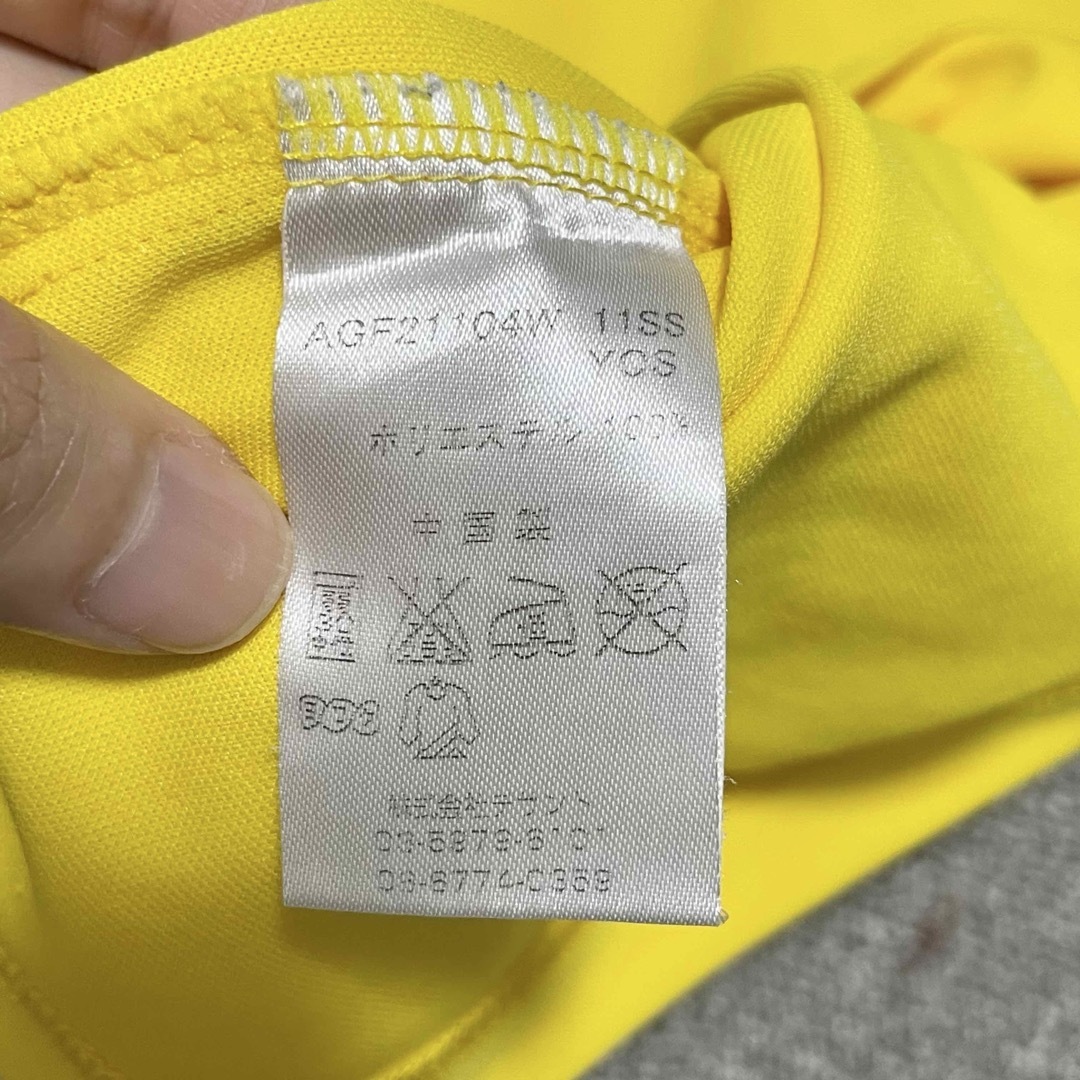 AGF21104W 11SS
YCS
ポリエステル 100%
中国製
株式会社デサント
03-5979-6101
06-6774-0369